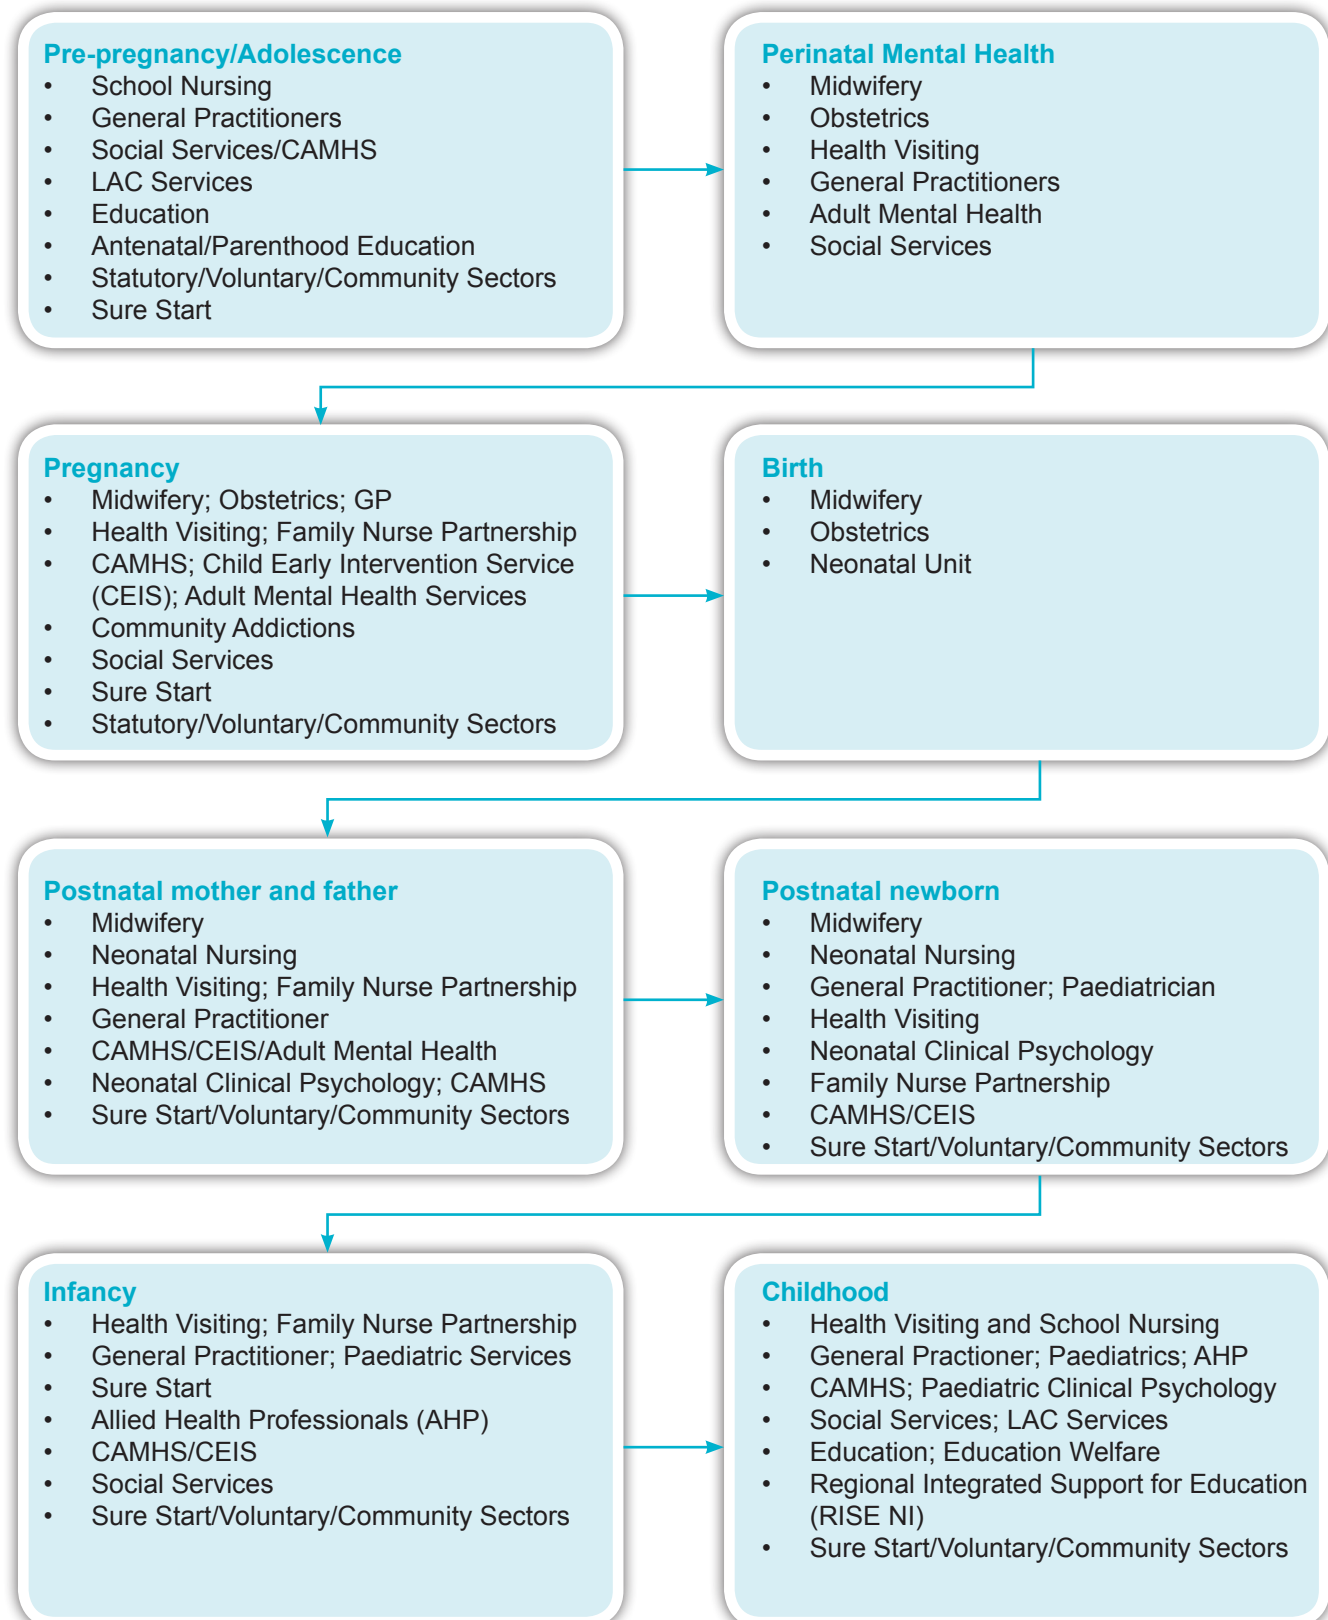 Pre-pregnancy/Adolescence
• School Nursing
• General Practitioners
• Social Services/CAMHS
• LAC Services
• Education
• Antenatal/Parenthood Education
• Statutory/Voluntary/Community Sectors
• Sure Start
Perinatal Mental Health
• Midwifery
• Obstetrics
• Health Visiting
• General Practitioners
• Adult Mental Health
• Social Services
Pregnancy
• Midwifery; Obstetrics; GP
• Health Visiting; Family Nurse Partnership
• CAMHS; Child Early Intervention Service
(CEIS); Adult Mental Health Services
• Community Addictions
• Social Services
• Sure Start
• Statutory/Voluntary/Community Sectors
Birth
• Midwifery
• Obstetrics
• Neonatal Unit
Postnatal mother and father
• Midwifery
• Neonatal Nursing
• Health Visiting; Family Nurse Partnership
• General Practitioner
• CAMHS/CEIS/Adult Mental Health
• Neonatal Clinical Psychology; CAMHS
• Sure Start/Voluntary/Community Sectors
Postnatal newborn
• Midwifery
• Neonatal Nursing
• General Practitioner; Paediatrician
• Health Visiting
• Neonatal Clinical Psychology
• Family Nurse Partnership
• CAMHS/CEIS
• Sure Start/Voluntary/Community Sectors
Infancy
• Health Visiting; Family Nurse Partnership
• General Practitioner; Paediatric Services
• Sure Start
• Allied Health Professionals (AHP)
• CAMHS/CEIS
• Social Services
• Sure Start/Voluntary/Community Sectors
Childhood
• Health Visiting and School Nursing
• General Practioner; Paediatrics; AHP
• CAMHS; Paediatric Clinical Psychology
• Social Services; LAC Services
• Education; Education Welfare
• Regional Integrated Support for Education
(RISE NI)
• Sure Start/Voluntary/Community Sectors